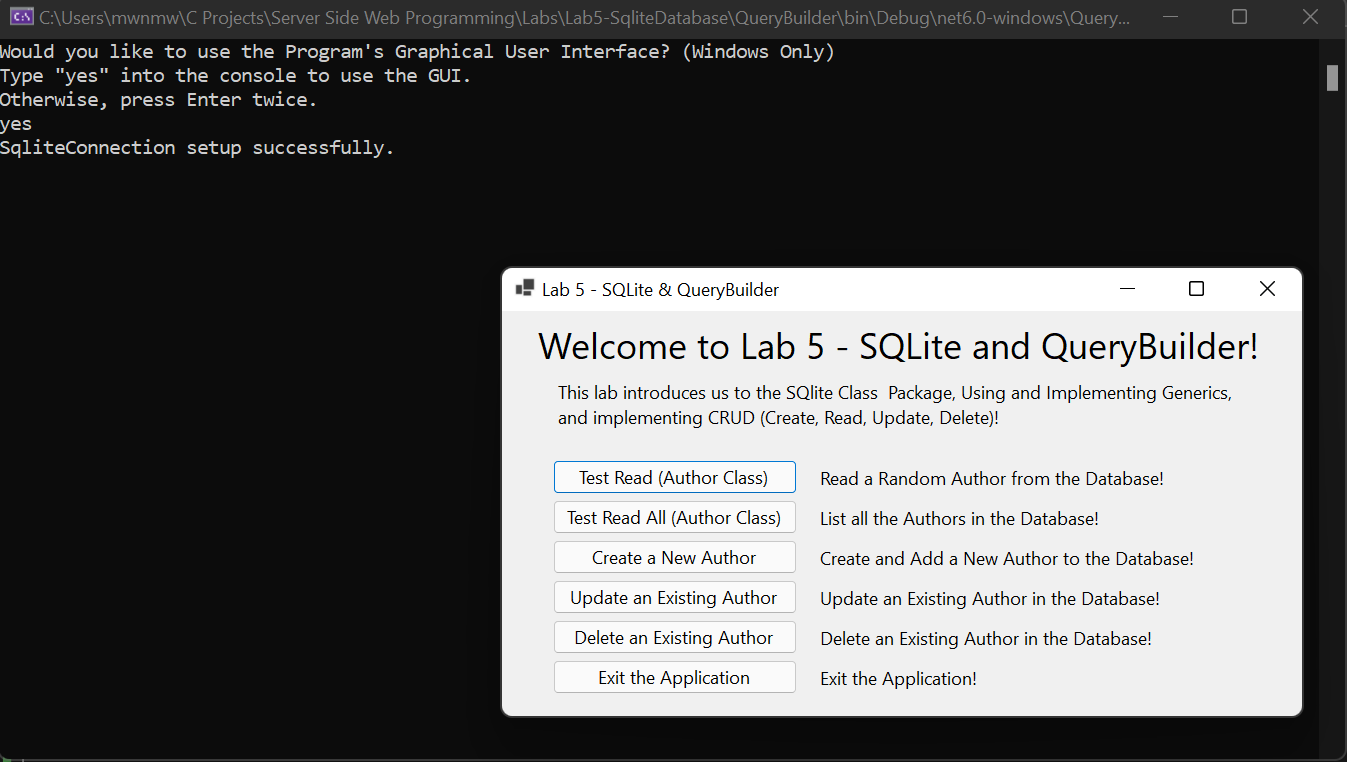 C:\Users\mwnmw\C Projects\Server Side Web Programming\Labs\Lab5-SqliteDatabase\QueryBuilder\bin\Debug\net6.0-windows\Query...
Would you like to use the Program's Graphical User Interface? (Windows Only)
Type "yes" into the console to use the GUI.
Otherwise, press Enter twice.
yes
SqliteConnection setup successfully.
Lab 5 - SQLite & QueryBuilder
Welcome to Lab 5 - SQLite and QueryBuilder!
This lab introduces us to the SQlite Class  Package, Using and Implementing Generics,
and implementing CRUD (Create, Read, Update, Delete)!
Test Read (Author Class) Read a Random Author from the Database!
Test Read All (Author Class) List all the Authors in the Database!
Create a New Author Create and Add a New Author to the Database!
Update an Existing Author Update an Existing Author in the Database!
Delete an Existing Author Delete an Existing Author in the Database!
Exit the Application Exit the Application!